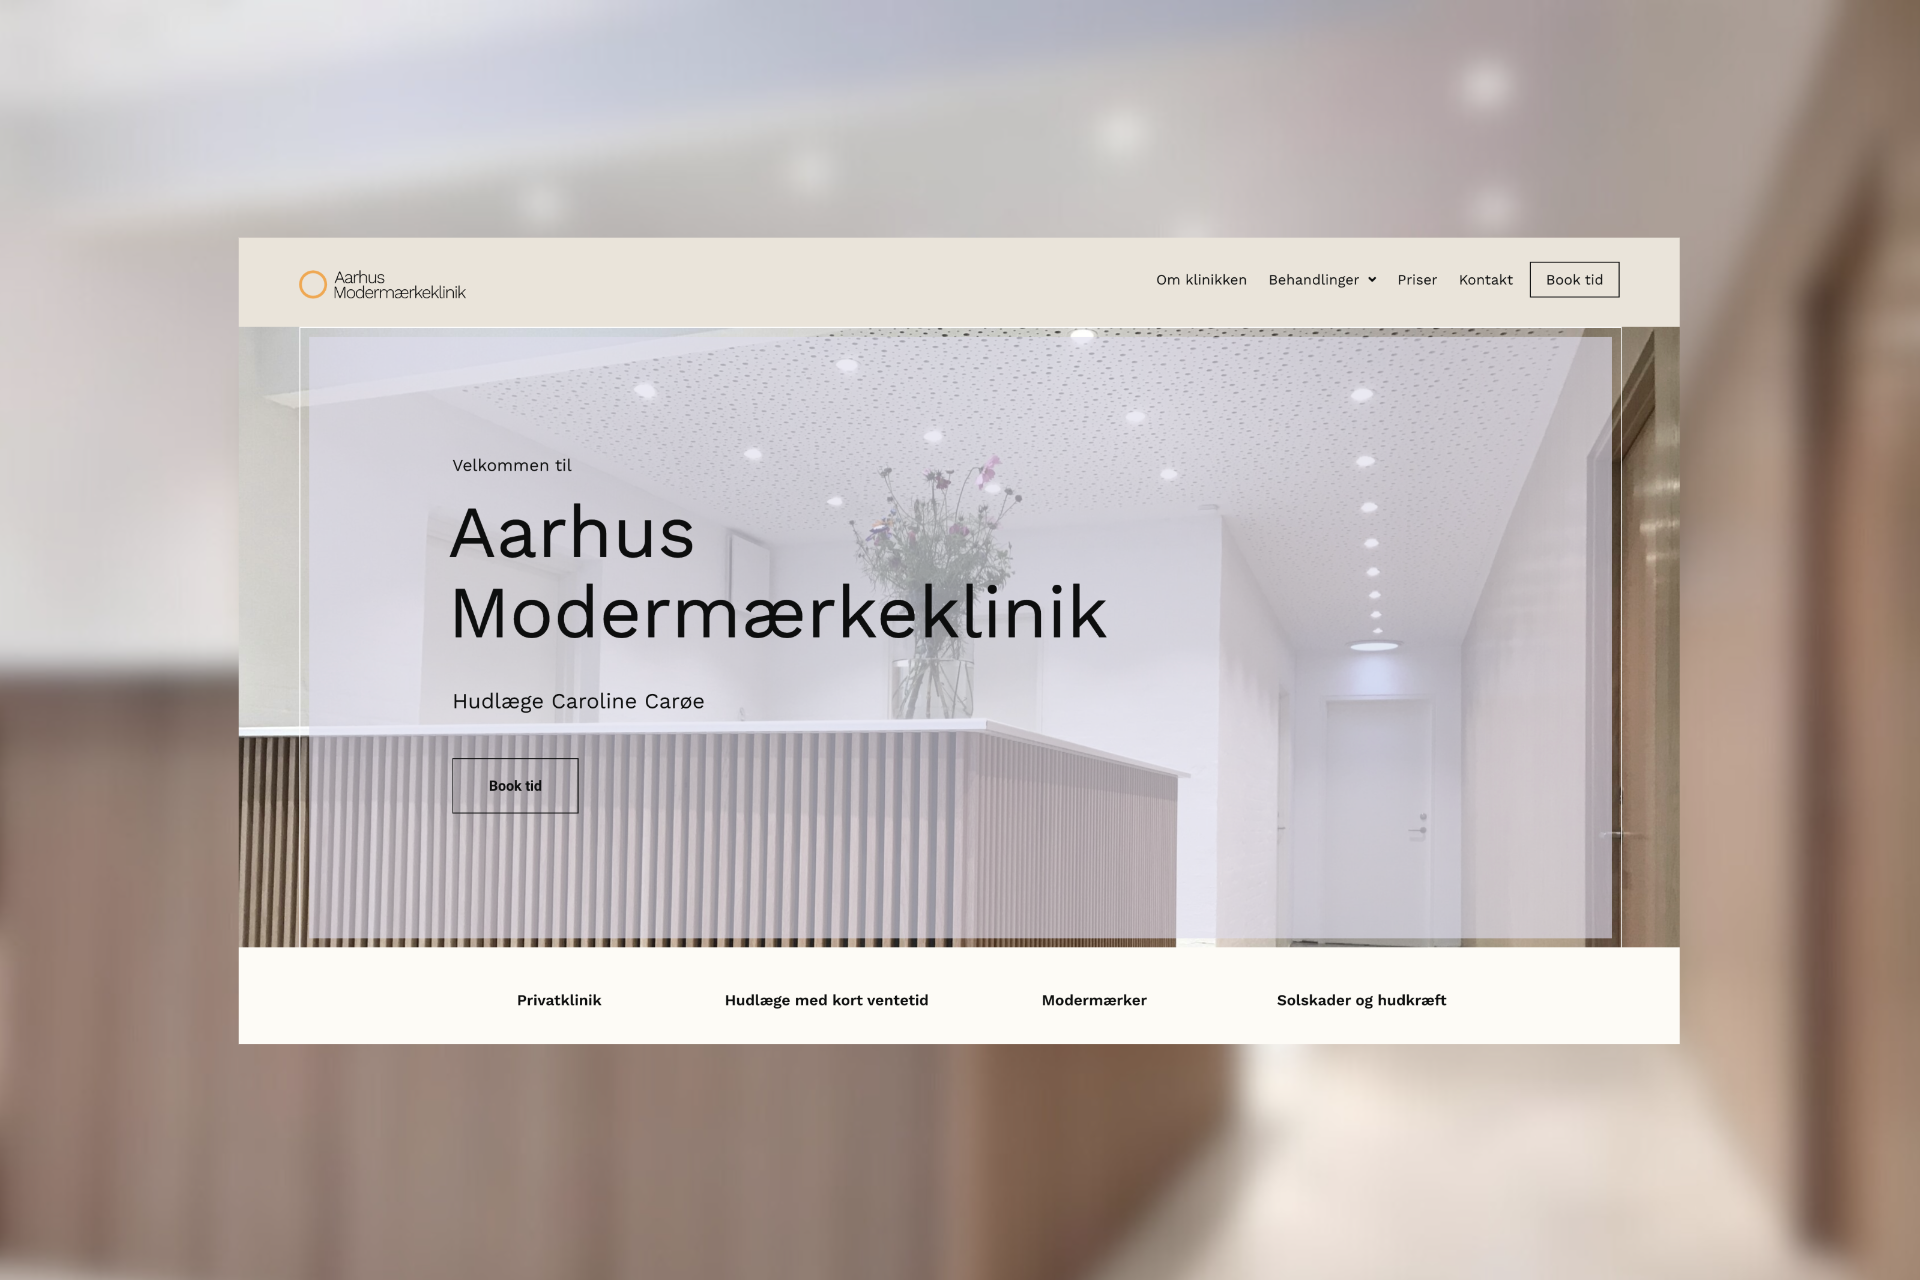 Aarhus
Modermærkeklinik
Om klinikken Behandlinger Priser Kontakt Book tid
Velkommen til
Aarhus
Modermærkeklinik
Hudlæge Caroline Carøe
Book tid
Privatklinik Hudlæge med kort ventetid Modermærker Solskader og hudkræft